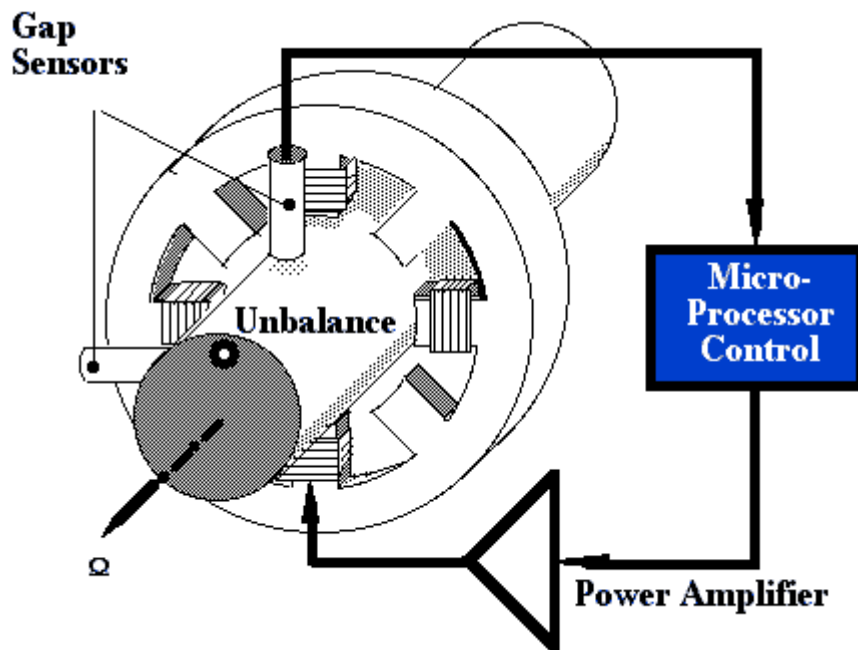 Gap
Sensors
Unbalance
Micro-
Processor
Control
Power Amplifier
Ω